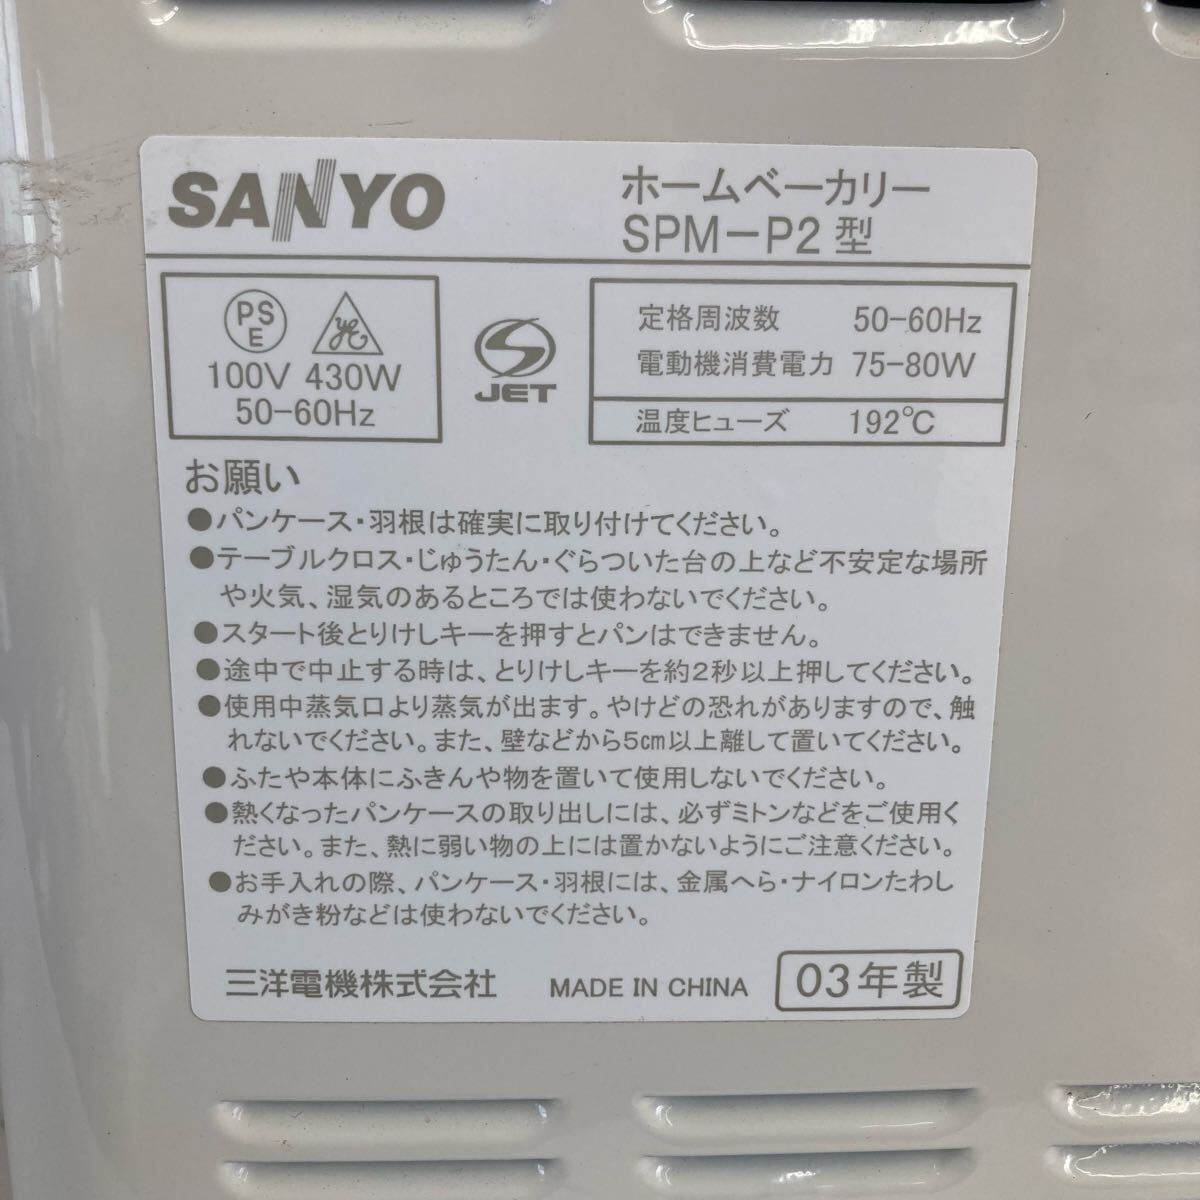 SANYO
ホームベーカリー
SPM-P2 型
PS
E
100V 430W
50-60Hz
JET
定格周波数 50-60Hz
電動機消費電力 75-80W
温度ヒューズ 192℃
お願い
●パンケース・羽根は確実に取り付けてください。
●テーブルクロス・じゅうたん・ぐらついた台の上など不安定な場所
や火気、湿気のあるところでは使わないでください。
●スタート後とりけしキーを押すとパンはできません。
●途中で中止する時は、とりけしキーを約2秒以上押してください。
●使用中蒸気口より蒸気が出ます。やけどの恐れがありますので、触
れないでください。また、壁などから5cm以上離して置いてください。
●ふたや本体にふきんや物を置いて使用しないでください。
●熱くなったパンケースの取り出しには、必ずミトンなどをご使用く
ださい。また、熱に弱い物の上には置かないようにご注意ください。
●お手入れの際、パンケース・羽根には、金属へら・ナイロンたわし
みがき粉などは使わないでください。
三洋電機株式会社 MADE IN CHINA 03年製